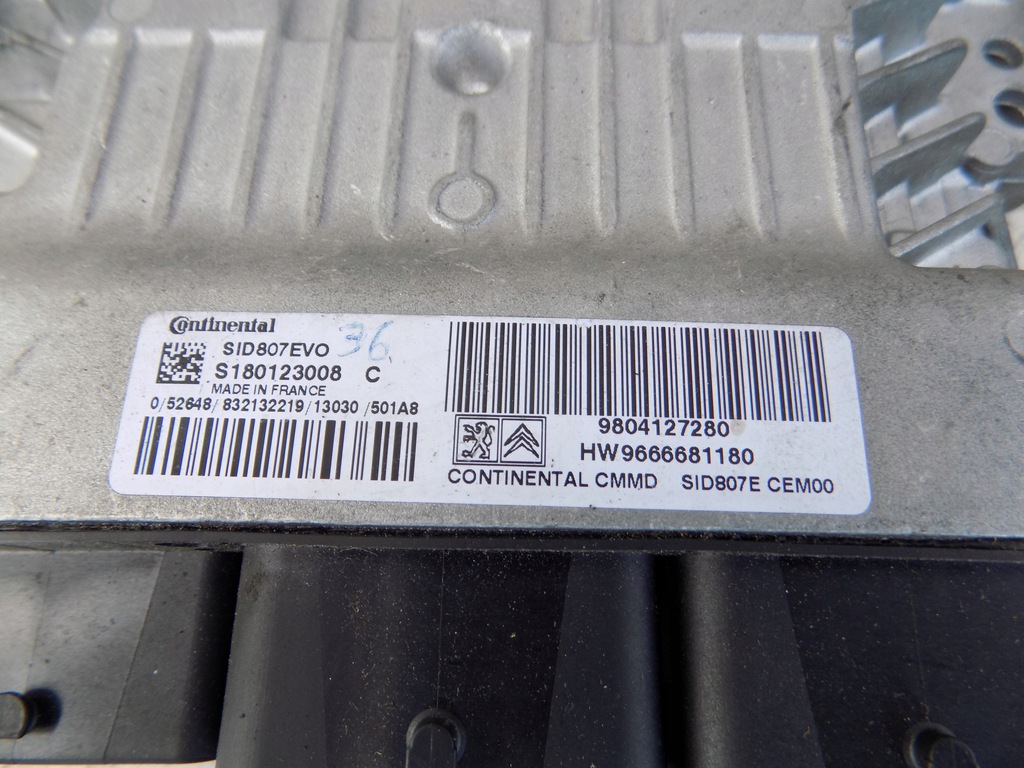 Continental
SID807EVO 36
S180123008 C
MADE IN FRANCE
0/52648/832132219/13030/501A8
9804127280
HW9666681180
CONTINENTAL CMMD SID807E CEM00